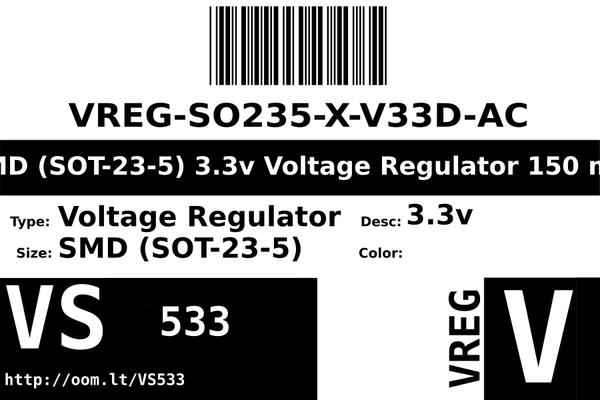 VREG-SO235-X-V33D-AC
(SOT-23-5) 3.3v Voltage Regulator 150
Type: Voltage Regulator Desc: 3.3v
Size: SMD (SOT-23-5) Color:
VS 533
VREG V
http://oom.lt/VS533